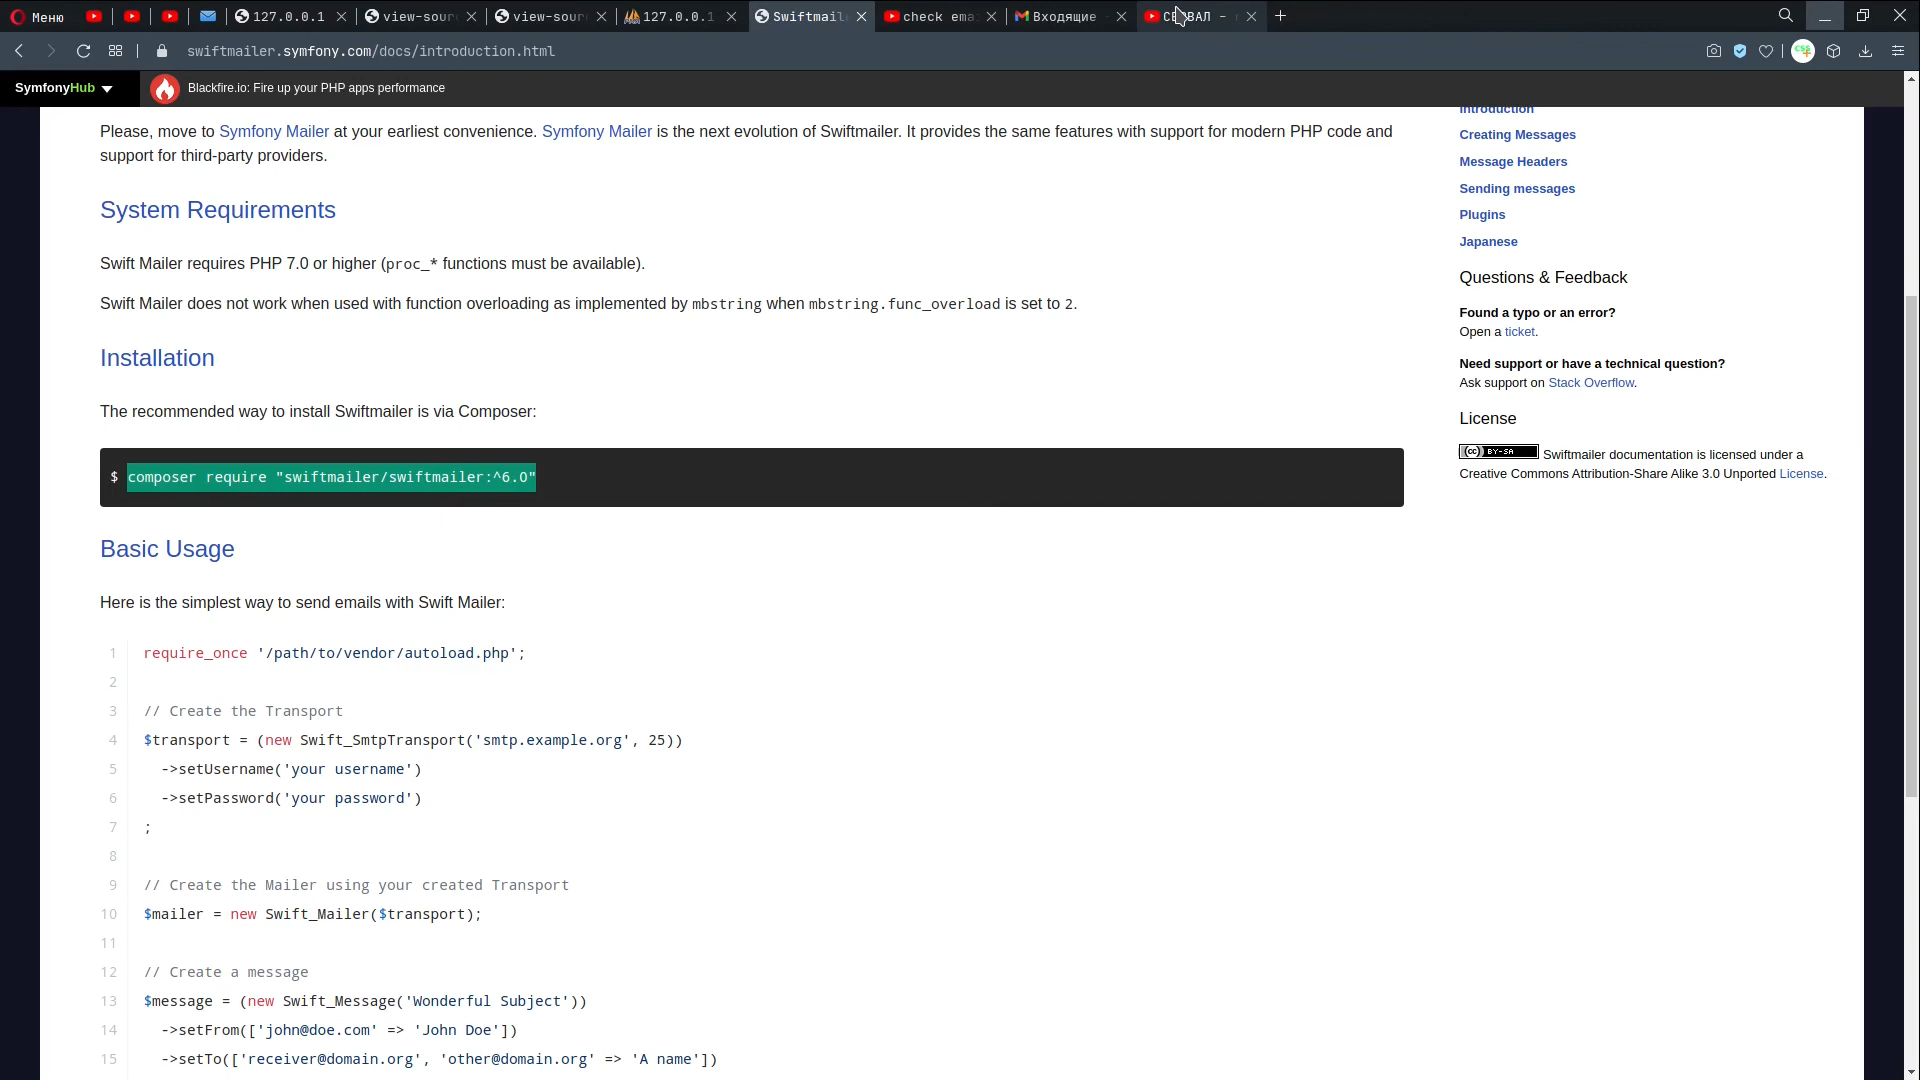 Меню
127.0.0.1
view-sour
view-sour
127.0.0.1
Swiftmail
check ema
Входящие
swiftmailer.symfony.com/docs/introduction.html
SymfonyHub
Blackfire.io: Fire up your PHP apps performance
Please, move to Symfony Mailer at your earliest convenience. Symfony Mailer is the next evolution of Swiftmailer. It provides the same features with support for modern PHP code and
support for third-party providers.
System Requirements
Swift Mailer requires PHP 7.0 or higher (proc_* functions must be available).
Swift Mailer does not work when used with function overloading as implemented by mbstring when mbstring.func_overload is set to 2.
Installation
The recommended way to install Swiftmailer is via Composer:
$ composer require "swiftmailer/swiftmailer:^6.0"
Basic Usage
Here is the simplest way to send emails with Swift Mailer:
1 require_once '/path/to/vendor/autoload.php';
2
3 // Create the Transport
4 $transport = (new Swift_SmtpTransport('smtp.example.org', 25))
5 ->setUsername('your username')
6 ->setPassword('your password')
7 ;
8
9 // Create the Mailer using your created Transport
10 $mailer = new Swift_Mailer($transport);
11
12 // Create a message
13 $message = (new Swift_Message('Wonderful Subject'))
14 ->setFrom(['john@doe.com' => 'John Doe'])
15 ->setTo(['receiver@domain.org', 'other@domain.org' => 'A name'])
Introduction
Creating Messages
Message Headers
Sending messages
Plugins
Japanese
Questions & Feedback
Found a typo or an error?
Open a ticket.
Need support or have a technical question?
Ask support on Stack Overflow.
License
(cc) BY-SA Swiftmailer documentation is licensed under a
Creative Commons Attribution-Share Alike 3.0 Unported License.